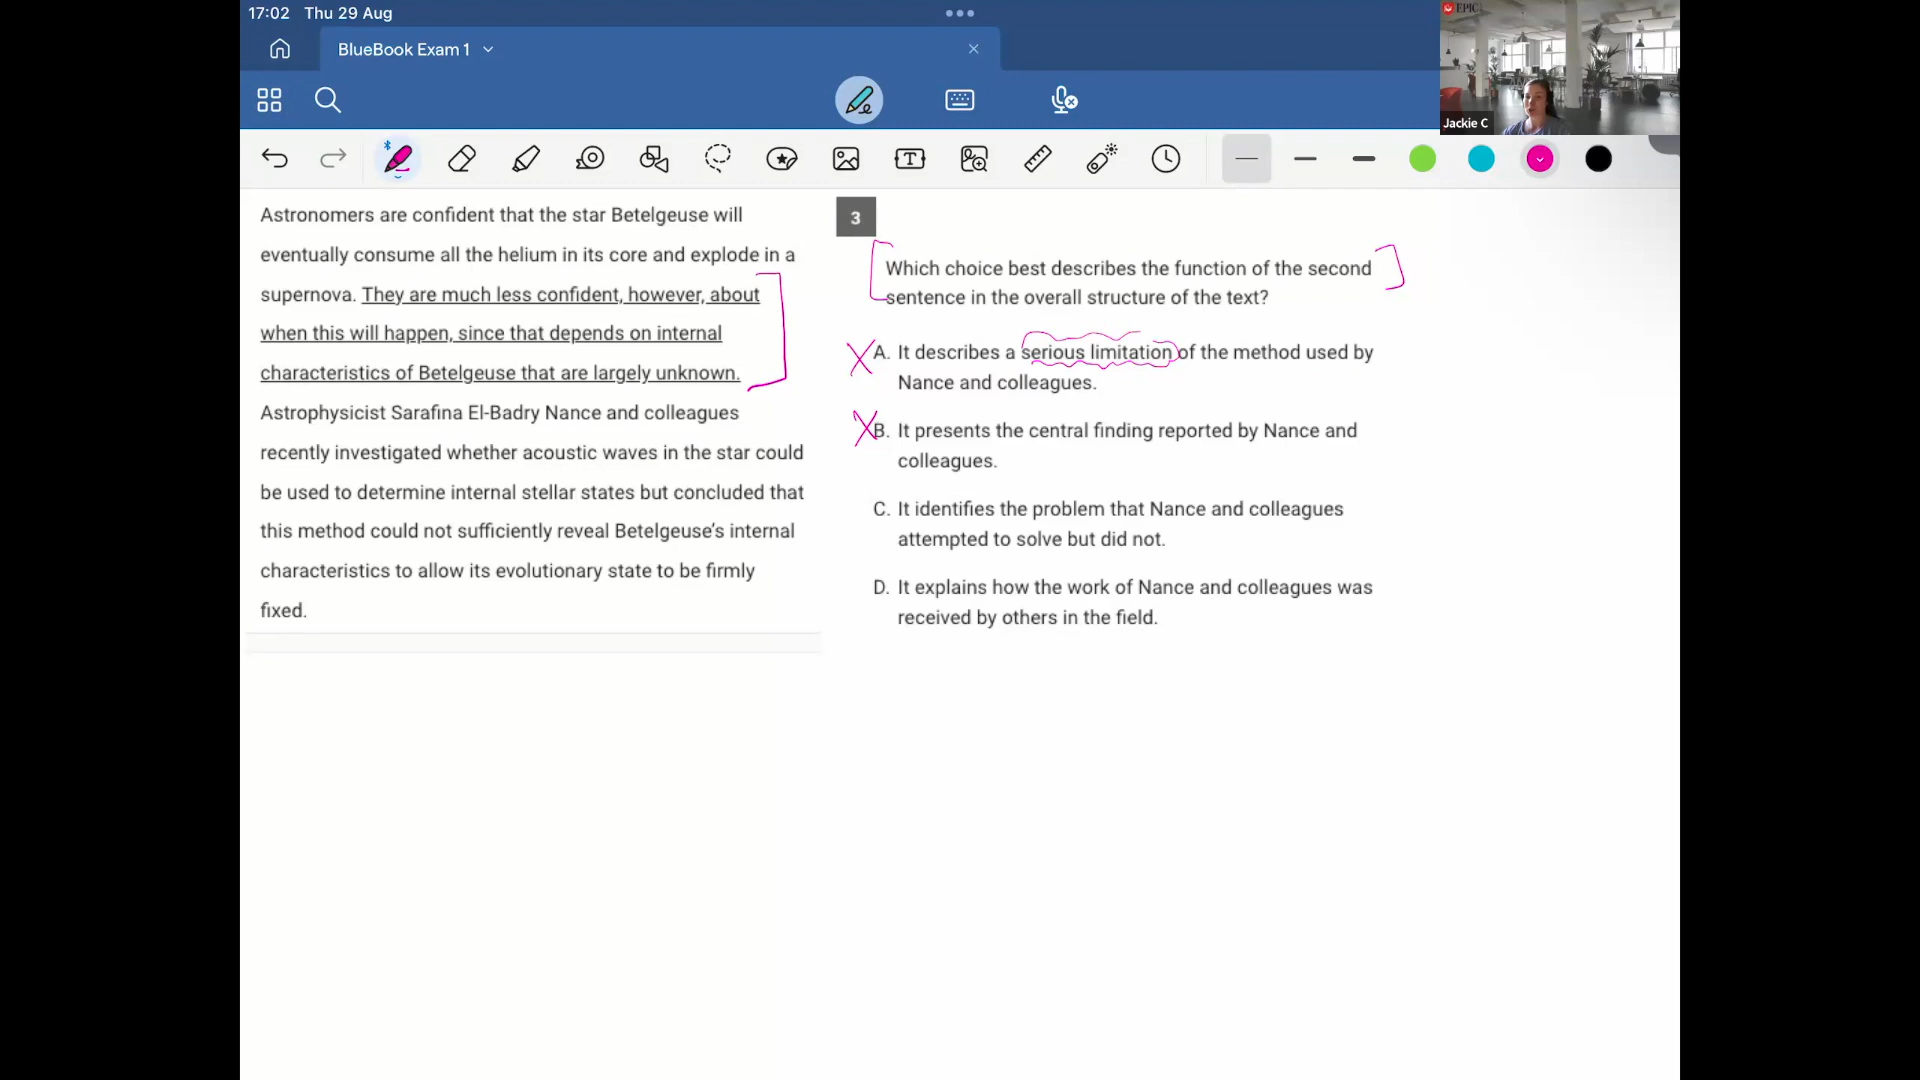 17:02 Thu 29 Aug
BlueBook Exam 1
EPIC
Jackie C
Astronomers are confident that the star Betelgeuse will
eventually consume all the helium in its core and explode in a
supernova. They are much less confident, however, about
when this will happen, since that depends on internal
characteristics of Betelgeuse that are largely unknown.
Astrophysicist Sarafina El-Badry Nance and colleagues
recently investigated whether acoustic waves in the star could
be used to determine internal stellar states but concluded that
this method could not sufficiently reveal Betelgeuse’s internal
characteristics to allow its evolutionary state to be firmly
fixed.
3
Which choice best describes the function of the second
sentence in the overall structure of the text?
A. It describes a serious limitation of the method used by
Nance and colleagues.
B. It presents the central finding reported by Nance and
colleagues.
C. It identifies the problem that Nance and colleagues
attempted to solve but did not.
D. It explains how the work of Nance and colleagues was
received by others in the field.